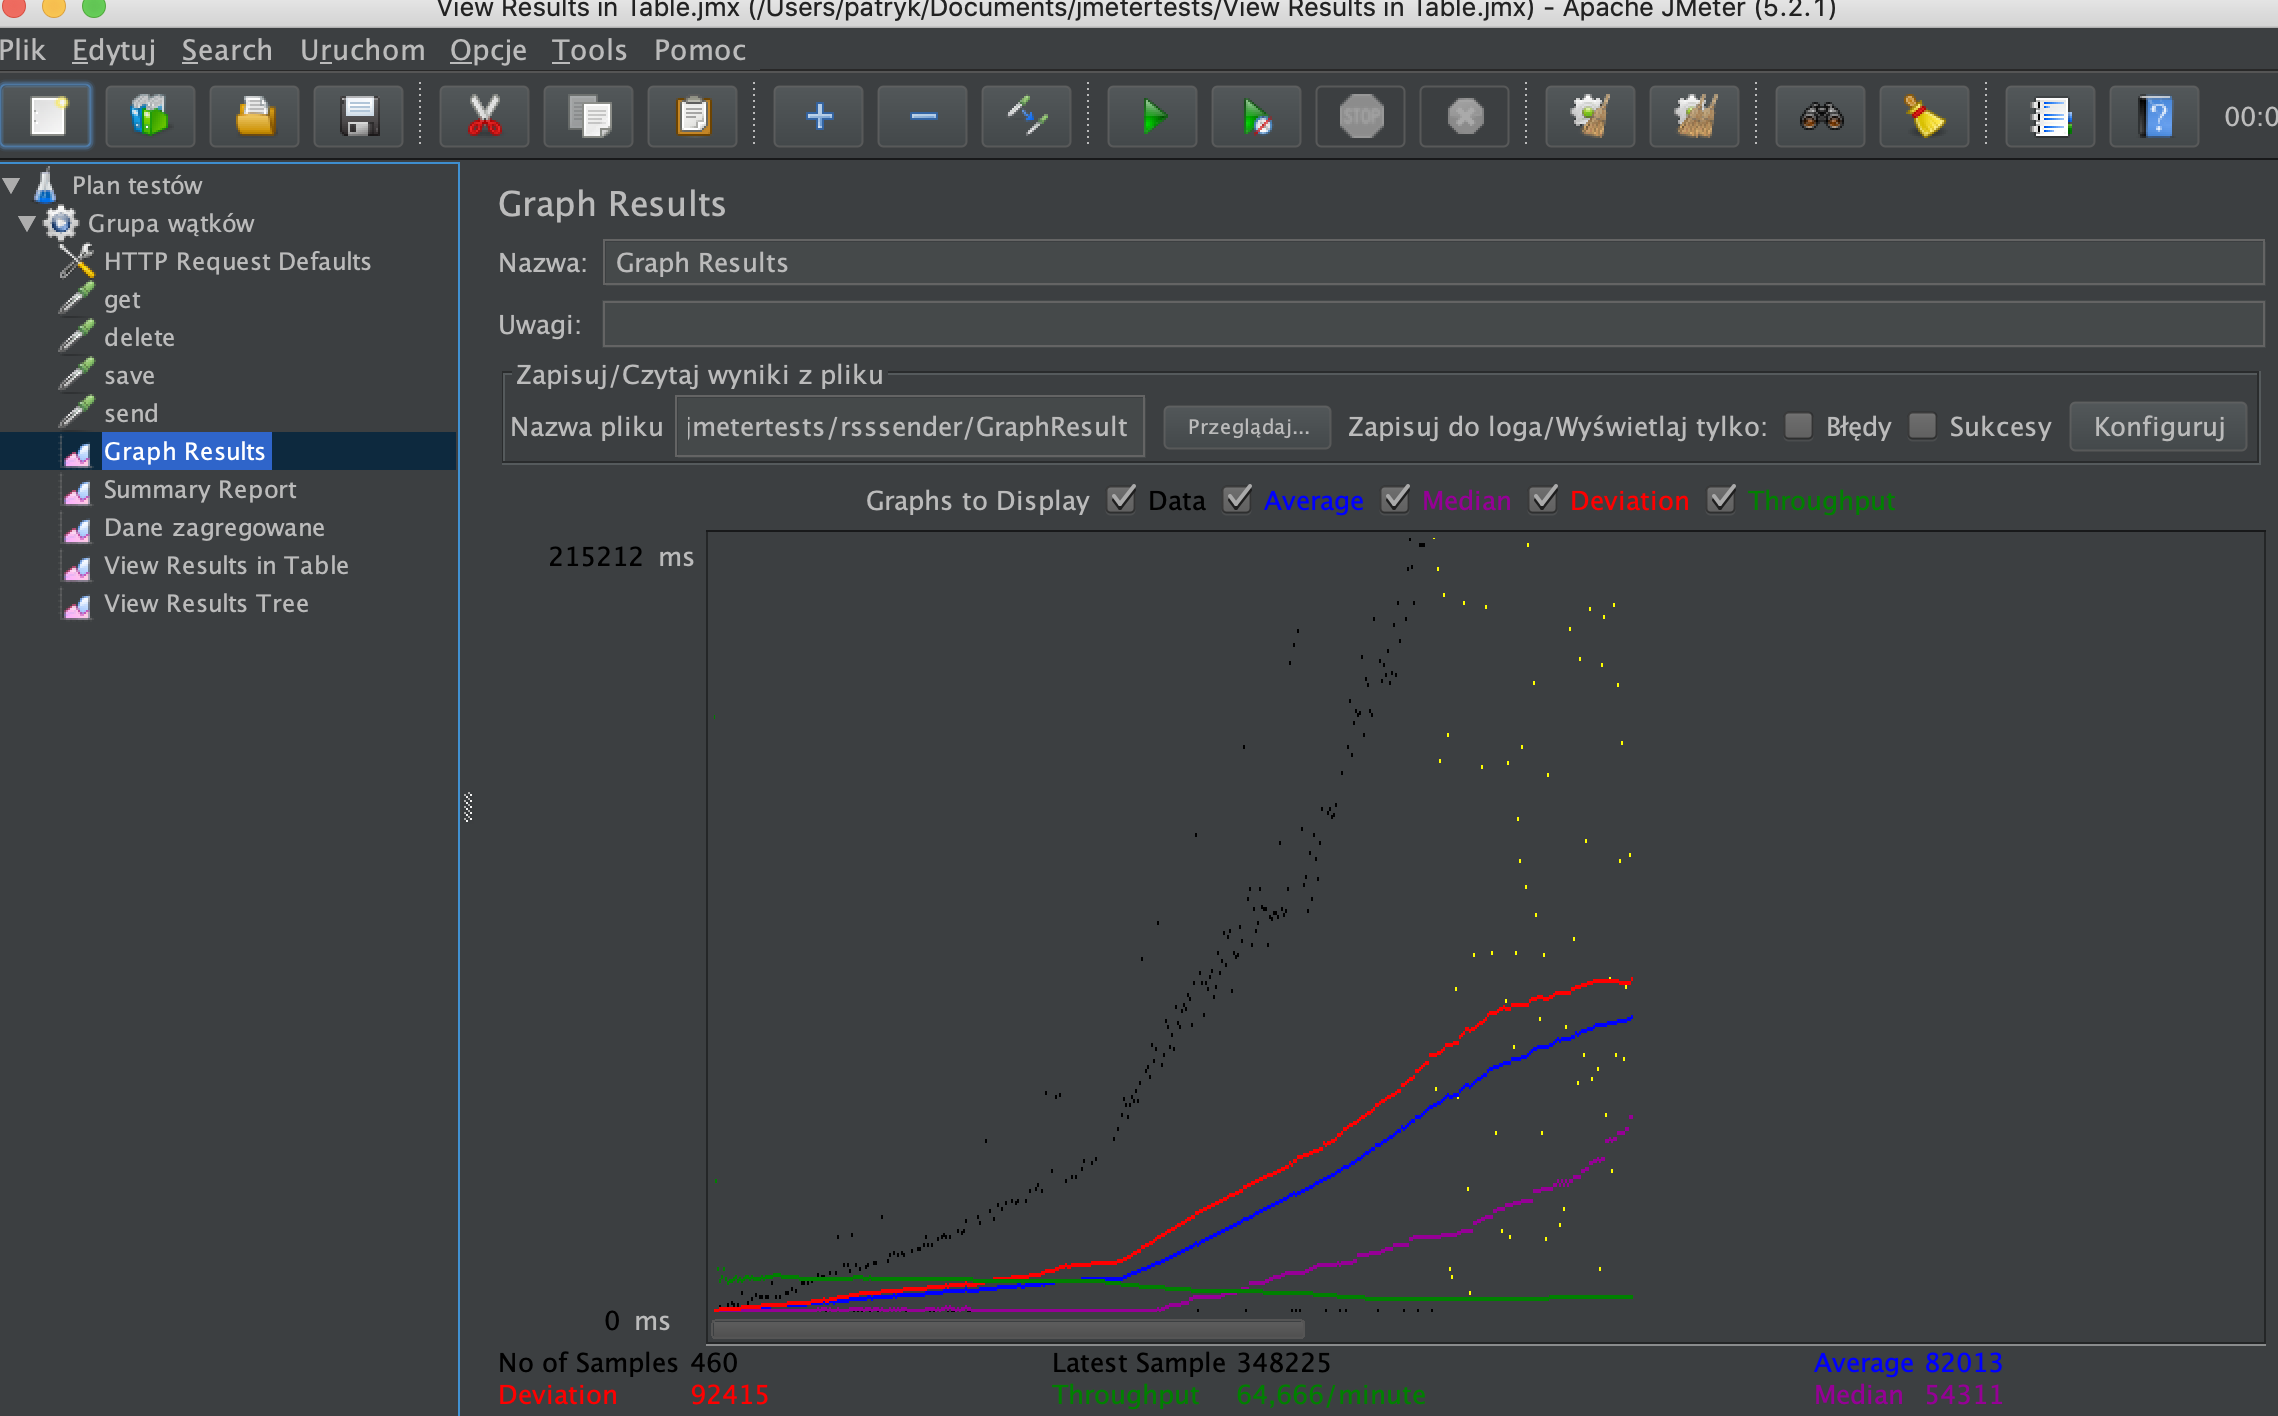 View Results in Table.jmx (/Users/patryk/Documents/jmetertests/View Results in Table.jmx) - Apache JMeter (5.2.1)
Plik Edytuj Search Uruchom Opcje Tools Pomoc
STOP 00:0
Plan testów
Grupa wątków
HTTP Request Defaults
get
delete
save
send
Graph Results
Summary Report
Dane zagregowane
View Results in Table
View Results Tree
Graph Results
Nazwa: Graph Results
Uwagi:
Zapisuj/Czytaj wyniki z pliku
Nazwa pliku jmetertests/rsssender/GraphResult Przeglądaj... Zapisuj do loga/Wyświetlaj tylko: Błędy Sukcesy Konfiguruj
Graphs to Display Data Average Median Deviation Throughput
215212 ms
0 ms
No of Samples 460 Latest Sample 348225 Average 82013
Deviation 92415 Throughput 64,666/minute Median 54311